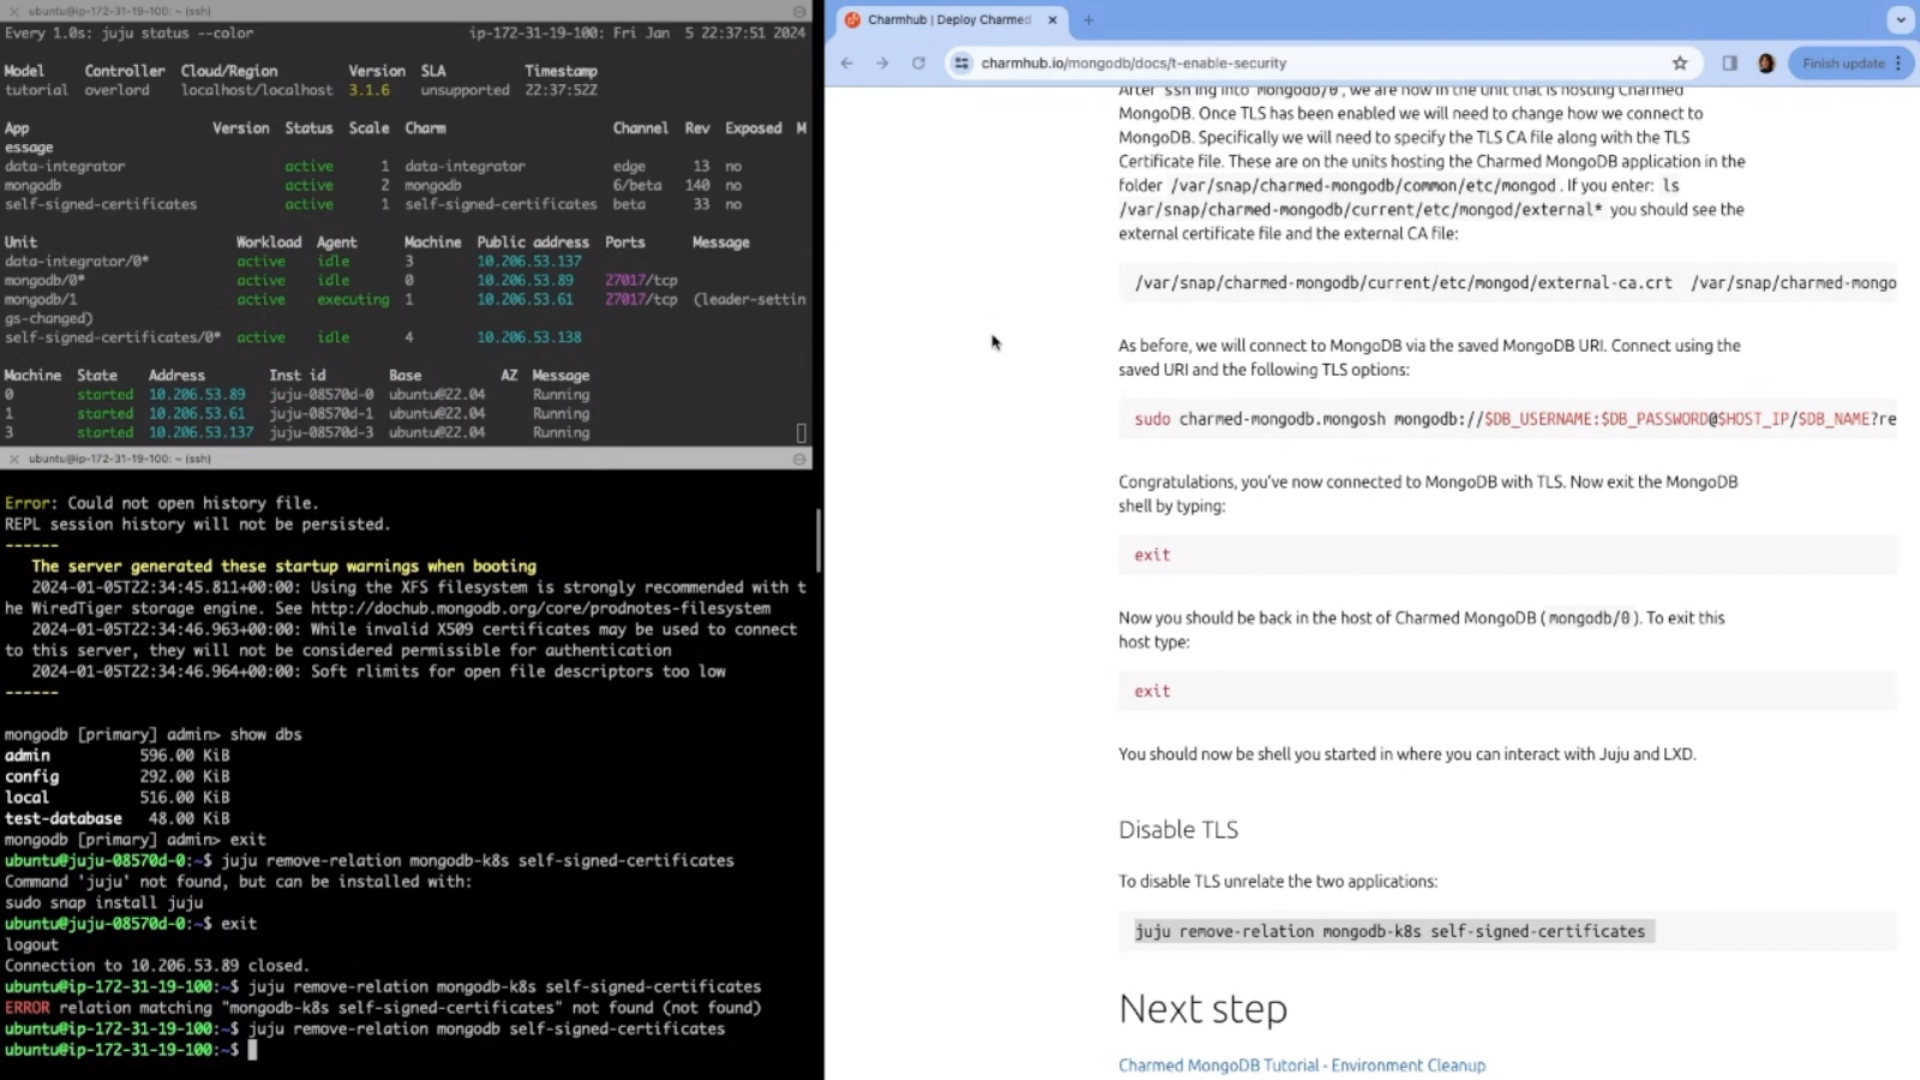 ubuntu@ip-172-31-19-100: ~ (ssh)
Every 1.0s: juju status --color ip-172-31-19-100: Fri Jan 5 22:37:51 2024
Model Controller Cloud/Region Version SLA Timestamp
tutorial overlord localhost/localhost 3.1.6 unsupported 22:37:52Z
App Version Status Scale Charm Channel Rev Exposed M
essage
data-integrator active 1 data-integrator edge 13 no
mongodb active 2 mongodb 6/beta 140 no
self-signed-certificates active 1 self-signed-certificates beta 33 no
Unit Workload Agent Machine Public address Ports Message
data-integrator/0* active idle 3 10.206.53.137
mongodb/0* active idle 0 10.206.53.89 27017/tcp
mongodb/1 active executing 1 10.206.53.61 27017/tcp (leader-settin
gs-changed)
self-signed-certificates/0* active idle 4 10.206.53.138
Machine State Address Inst id Base AZ Message
0 started 10.206.53.89 juju-08570d-0 ubuntu@22.04 Running
1 started 10.206.53.61 juju-08570d-1 ubuntu@22.04 Running
3 started 10.206.53.137 juju-08570d-3 ubuntu@22.04 Running
ubuntu@ip-172-31-19-100: ~ (ssh)
Error: Could not open history file.
REPL session history will not be persisted.
------
The server generated these startup warnings when booting
2024-01-05T22:34:45.811+00:00: Using the XFS filesystem is strongly recommended with t
he WiredTiger storage engine. See http://dochub.mongodb.org/core/prodnotes-filesystem
2024-01-05T22:34:46.963+00:00: While invalid X509 certificates may be used to connect
to this server, they will not be considered permissible for authentication
2024-01-05T22:34:46.964+00:00: Soft rlimits for open file descriptors too low
------
mongodb [primary] admin> show dbs
admin 596.00 KiB
config 292.00 KiB
local 516.00 KiB
test-database 48.00 KiB
mongodb [primary] admin> exit
ubuntu@juju-08570d-0:~$ juju remove-relation mongodb-k8s self-signed-certificates
Command 'juju' not found, but can be installed with:
sudo snap install juju
ubuntu@juju-08570d-0:~$ exit
logout
Connection to 10.206.53.89 closed.
ubuntu@ip-172-31-19-100:~$ juju remove-relation mongodb-k8s self-signed-certificates
ERROR relation matching "mongodb-k8s self-signed-certificates" not found (not found)
ubuntu@ip-172-31-19-100:~$ juju remove-relation mongodb self-signed-certificates
ubuntu@ip-172-31-19-100:~$
Charmhub | Deploy Charmed
charmhub.io/mongodb/docs/t-enable-security
Finish update
After ssh ing into mongodb/0, we are now in the unit that is hosting Charmed
MongoDB. Once TLS has been enabled we will need to change how we connect to
MongoDB. Specifically we will need to specify the TLS CA file along with the TLS
Certificate file. These are on the units hosting the Charmed MongoDB application in the
folder /var/snap/charmed-mongodb/common/etc/mongod. If you enter: ls
/var/snap/charmed-mongodb/current/etc/mongod/external* you should see the
external certificate file and the external CA file:
/var/snap/charmed-mongodb/current/etc/mongod/external-ca.crt /var/snap/charmed-mongo
As before, we will connect to MongoDB via the saved MongoDB URI. Connect using the
saved URI and the following TLS options:
sudo charmed-mongodb.mongosh mongodb://$DB_USERNAME:$DB_PASSWORD@$HOST_IP/$DB_NAME?re
Congratulations, you've now connected to MongoDB with TLS. Now exit the MongoDB
shell by typing:
exit
Now you should be back in the host of Charmed MongoDB (mongodb/0). To exit this
host type:
exit
You should now be shell you started in where you can interact with Juju and LXD.
Disable TLS
To disable TLS unrelate the two applications:
juju remove-relation mongodb-k8s self-signed-certificates
Next step
Charmed MongoDB Tutorial - Environment Cleanup